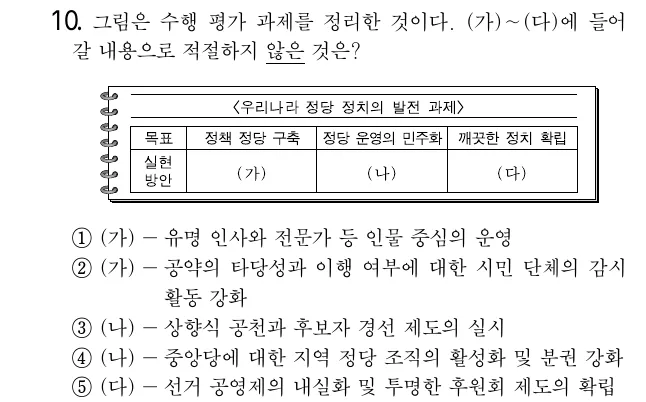 10. 그림은 수행 평가 과제를 정리한 것이다. (가)~(다)에 들어
갈 내용으로 적절하지 않은 것은?
<우리나라 정당 정치의 발전 과제>
목표 정책 정당 구축 정당 운영의 민주화 깨끗한 정치 확립
실현
방안 (가) (나) (다)
① (가) - 유명 인사와 전문가 등 인물 중심의 운영
② (가) - 공약의 타당성과 이행 여부에 대한 시민 단체의 감시
활동 강화
③ (나) - 상향식 공천과 후보자 경선 제도의 실시
④ (나) - 중앙당에 대한 지역 정당 조직의 활성화 및 분권 강화
⑤ (다) - 선거 공영제의 내실화 및 투명한 후원회 제도의 확립